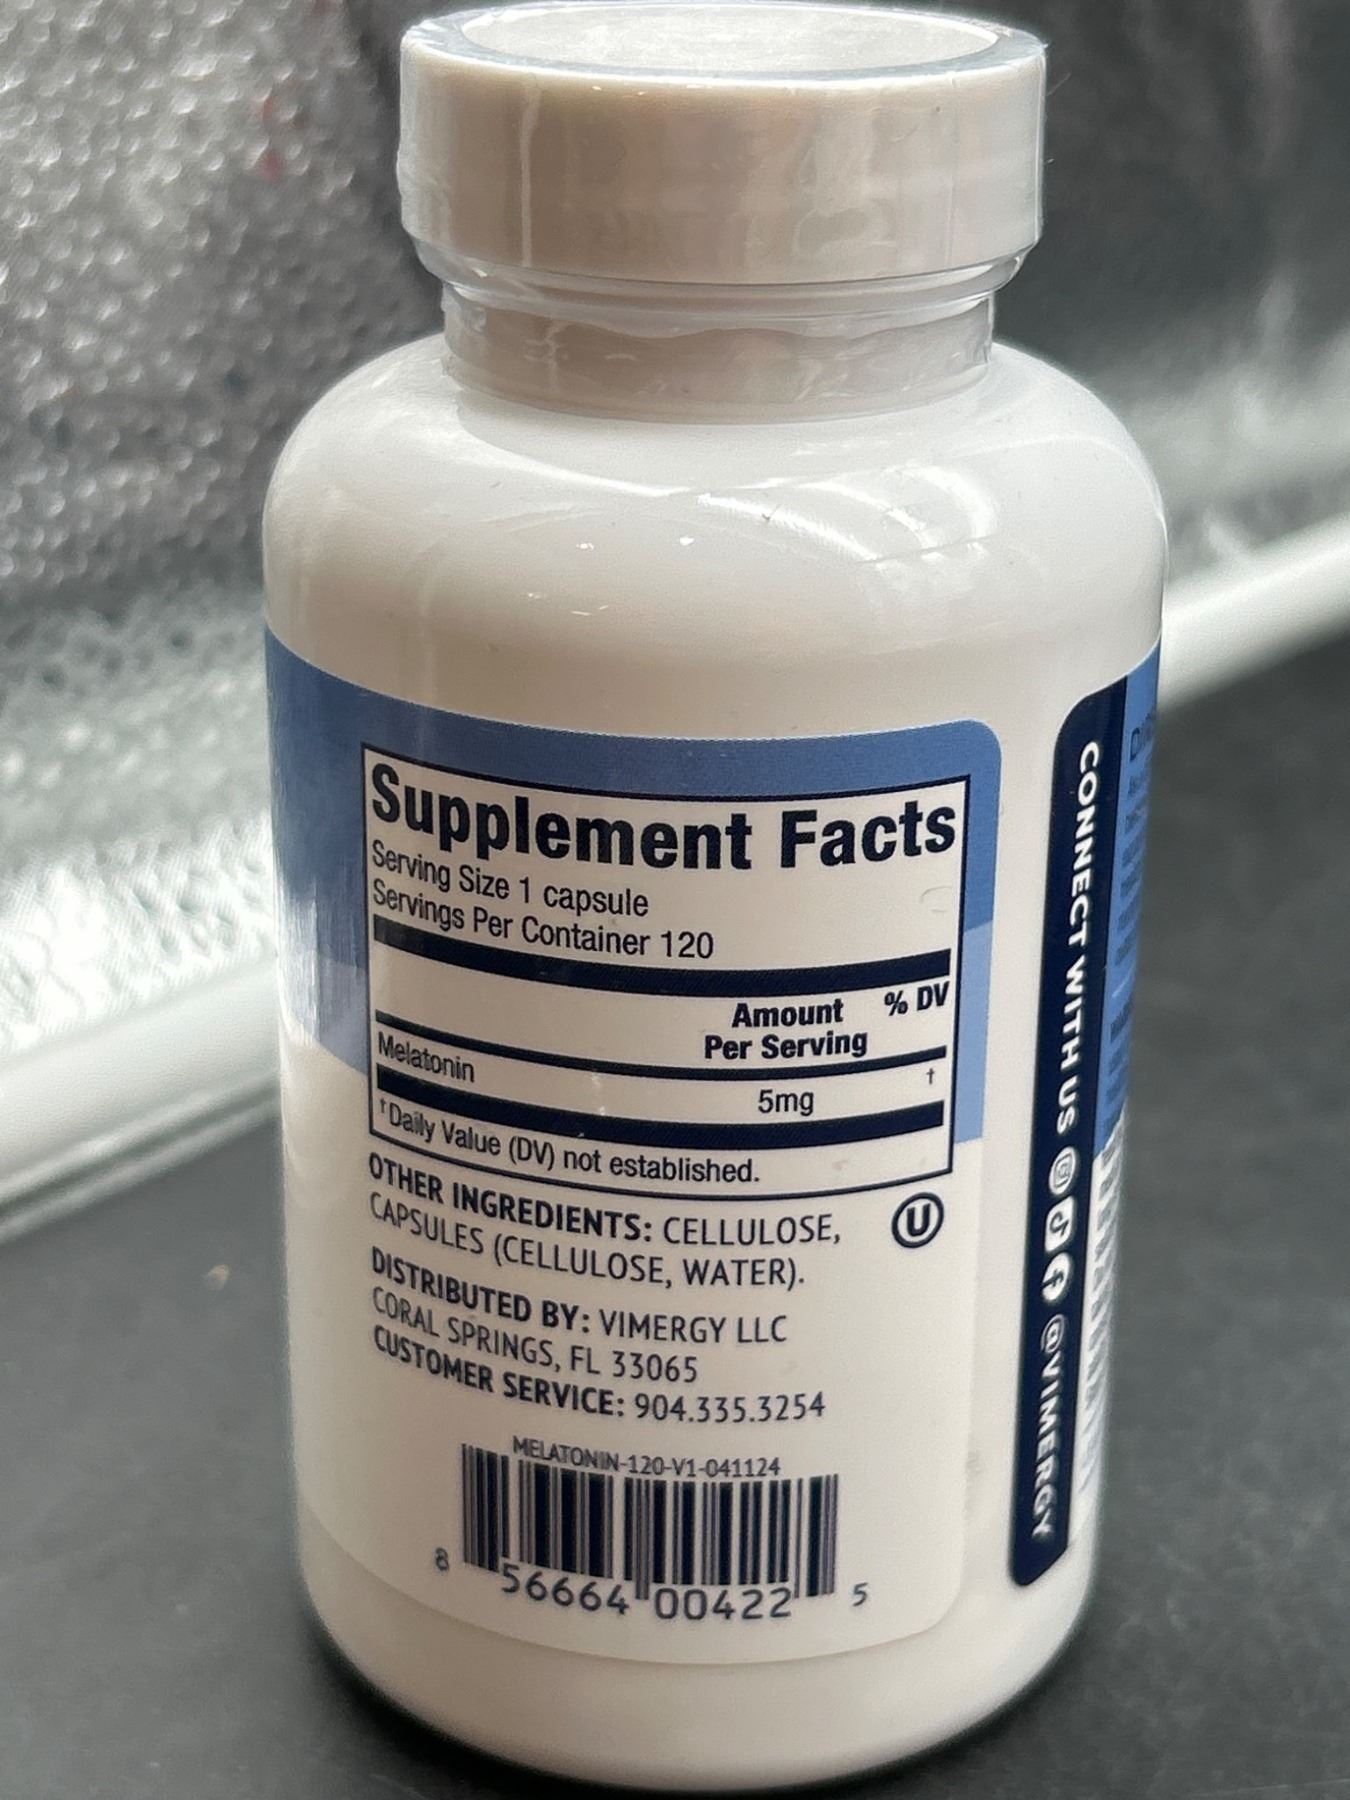 Supplement Facts
Serving Size 1 capsule
Servings Per Container 120
Amount Per Serving % DV
Melatonin 5mg †
†Daily Value (DV) not established.
OTHER INGREDIENTS: CELLULOSE,
CAPSULES (CELLULOSE, WATER).
U
DISTRIBUTED BY: VIMERGY LLC
CORAL SPRINGS, FL 33065
CUSTOMER SERVICE: 904.335.3254
MELATONIN-120-V1-041124
8 56664 00422 5
CONNECT WITH US @VIMERGY